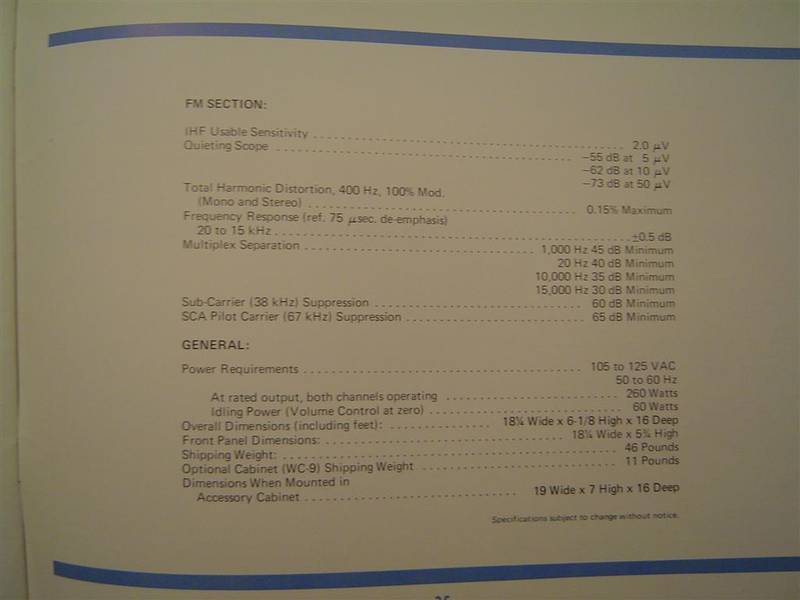 FM SECTION:
IHF Usable Sensitivity ........................................ 2.0 µV
Quieting Scope ........................................ –55 dB at 5 µV
–62 dB at 10 µV
–73 dB at 50 µV
Total Harmonic Distortion, 400 Hz, 100% Mod.
(Mono and Stereo) ........................................ 0.15% Maximum
Frequency Response (ref. 75 µsec. de-emphasis)
20 to 15 kHz ........................................ ±0.5 dB
Multiplex Separation ........................................ 1,000 Hz 45 dB Minimum
20 Hz 40 dB Minimum
10,000 Hz 35 dB Minimum
15,000 Hz 30 dB Minimum
Sub-Carrier (38 kHz) Suppression ........................................ 60 dB Minimum
SCA Pilot Carrier (67 kHz) Suppression ........................................ 65 dB Minimum
GENERAL:
Power Requirements ........................................ 105 to 125 VAC
50 to 60 Hz
At rated output, both channels operating ........................................ 260 Watts
Idling Power (Volume Control at zero) ........................................ 60 Watts
Overall Dimensions (including feet): ........................................ 18¼ Wide x 6-1/8 High x 16 Deep
Front Panel Dimensions: ........................................ 18¼ Wide x 5¾ High
Shipping Weight: ........................................ 46 Pounds
Optional Cabinet (WC-9) Shipping Weight ........................................ 11 Pounds
Dimensions When Mounted in
Accessory Cabinet ........................................ 19 Wide x 7 High x 16 Deep
Specifications subject to change without notice.